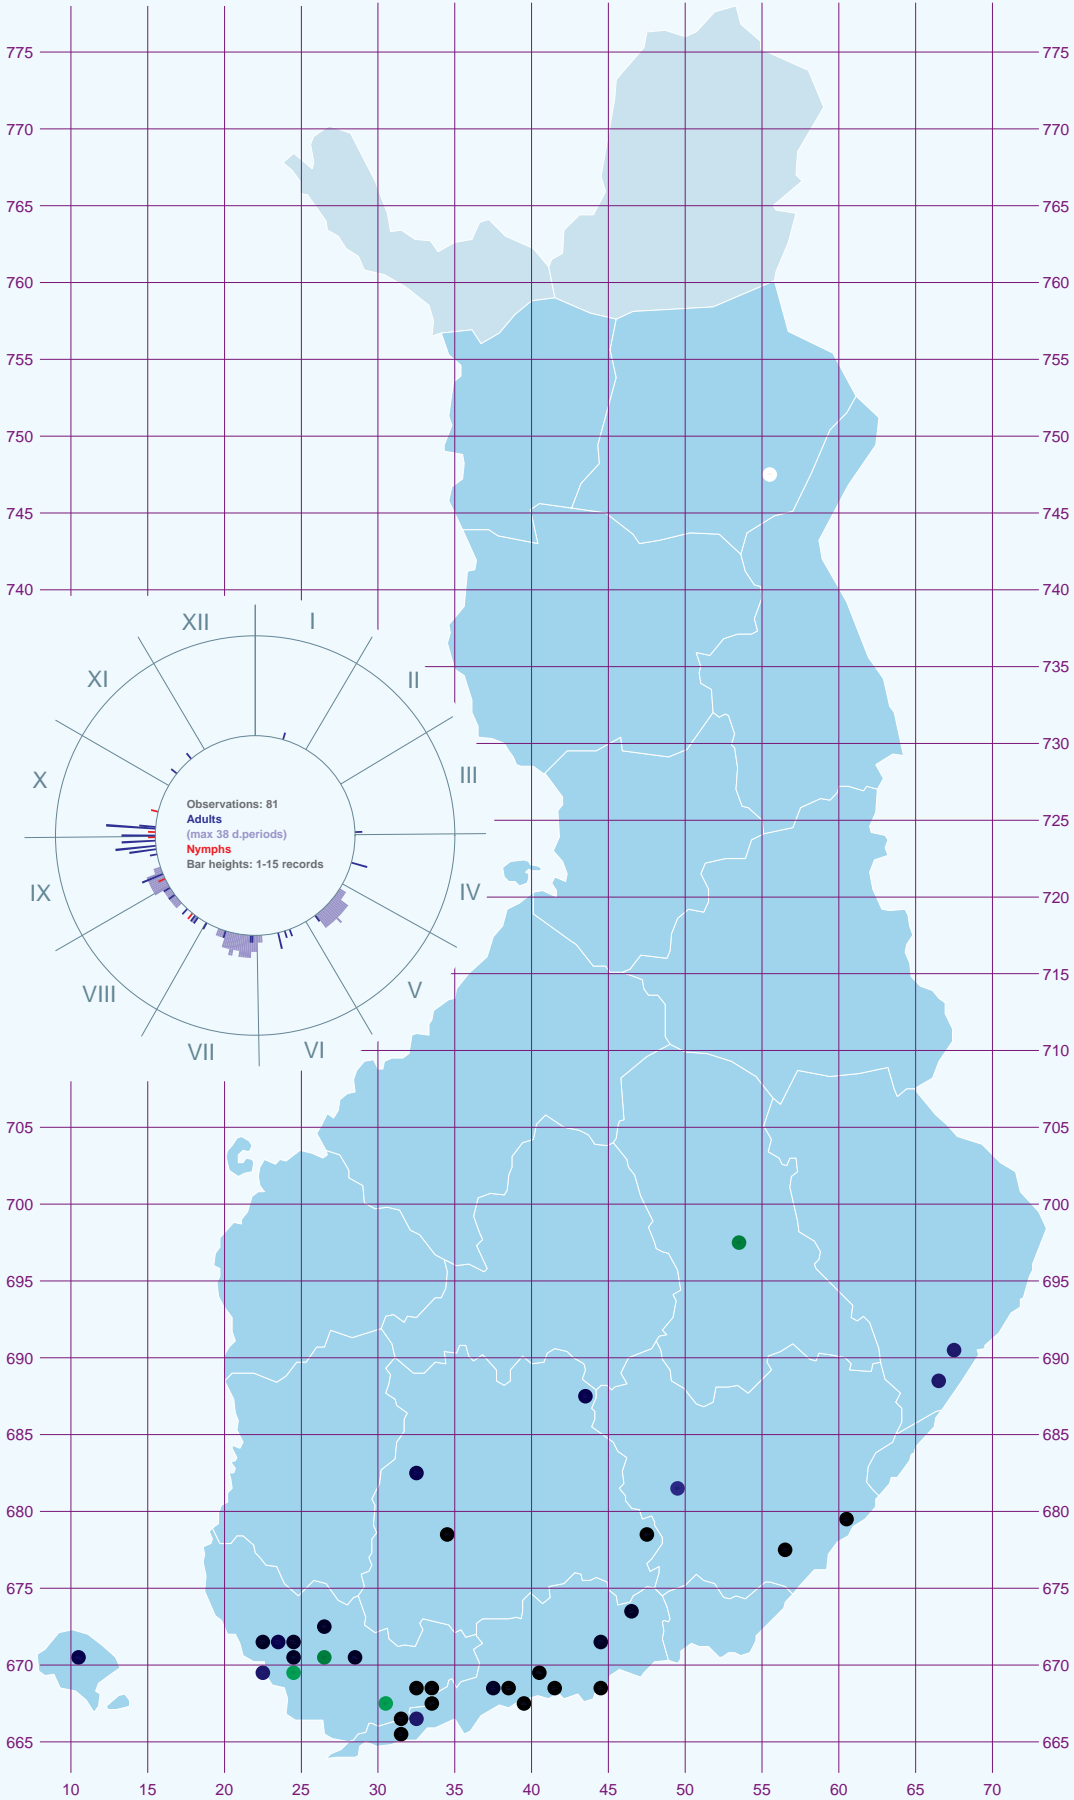 775 775
770 770
765 765
760 760
755 755
750 750
745 745
740 740
XII I
XI II
735 735
730 730
X III
Observations: 81
Adults
(max 38 d.periods)
Nymphs
Bar heights: 1-15 records
725 725
IX IV
720 720
VIII V
715 715
VII VI
710 710
705 705
700 700
695 695
690 690
685 685
680 680
675 675
670 670
665 665
10 15 20 25 30 35 40 45 50 55 60 65 70